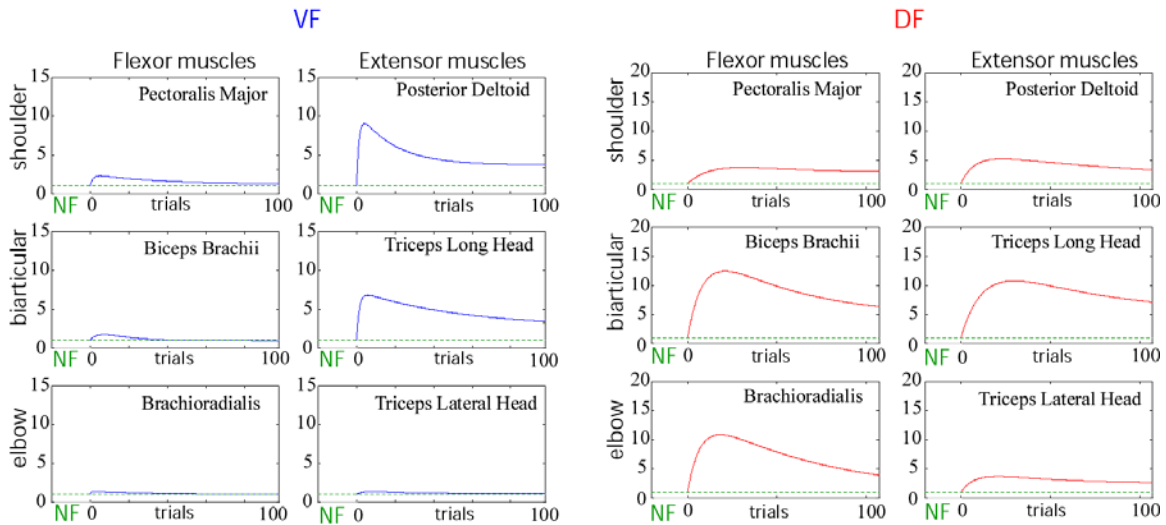 VF
DF
Flexor muscles
Extensor muscles
Flexor muscles
Extensor muscles
shoulder
15
10
5
0
Pectoralis Major
NF
0
trials
100
15
10
5
0
Posterior Deltoid
NF
0
trials
100
shoulder
20
15
10
5
0
Pectoralis Major
NF
0
trials
100
20
15
10
5
0
Posterior Deltoid
NF
0
trials
100
biarticular
15
10
5
0
Biceps Brachii
NF
0
trials
100
15
10
5
0
Triceps Long Head
NF
0
trials
100
biarticular
20
15
10
5
0
Biceps Brachii
NF
0
trials
100
20
15
10
5
0
Triceps Long Head
NF
0
trials
100
elbow
15
10
5
0
Brachioradialis
NF
0
trials
100
15
10
5
0
Triceps Lateral Head
NF
0
trials
100
elbow
20
15
10
5
0
Brachioradialis
NF
0
trials
100
20
15
10
5
0
Triceps Lateral Head
NF
0
trials
100